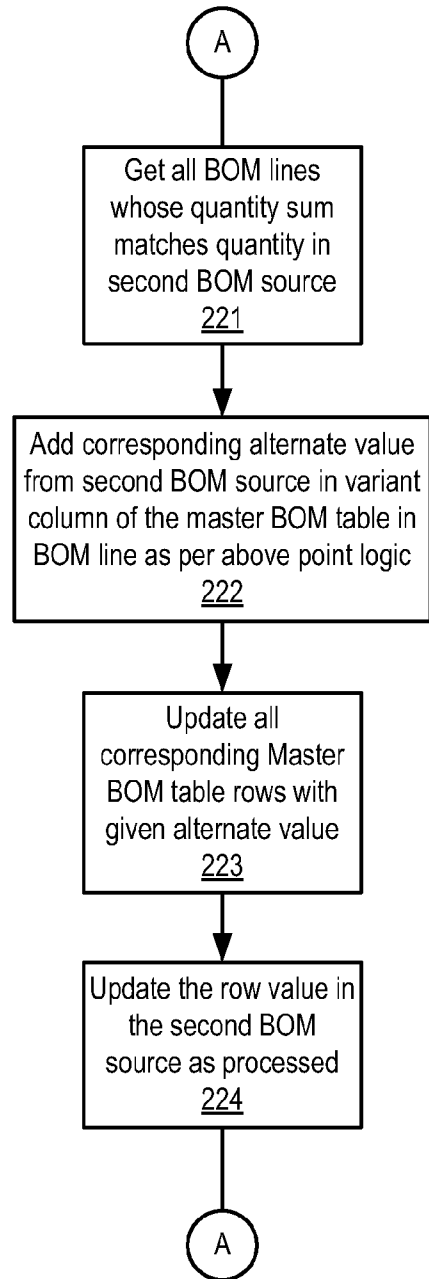 A
Get all BOM lines
whose quantity sum
matches quantity in
second BOM source
221
Add corresponding alternate value
from second BOM source in variant
column of the master BOM table in
BOM line as per above point logic
222
Update all
corresponding Master
BOM table rows with
given alternate value
223
Update the row value in
the second BOM
source as processed
224
A